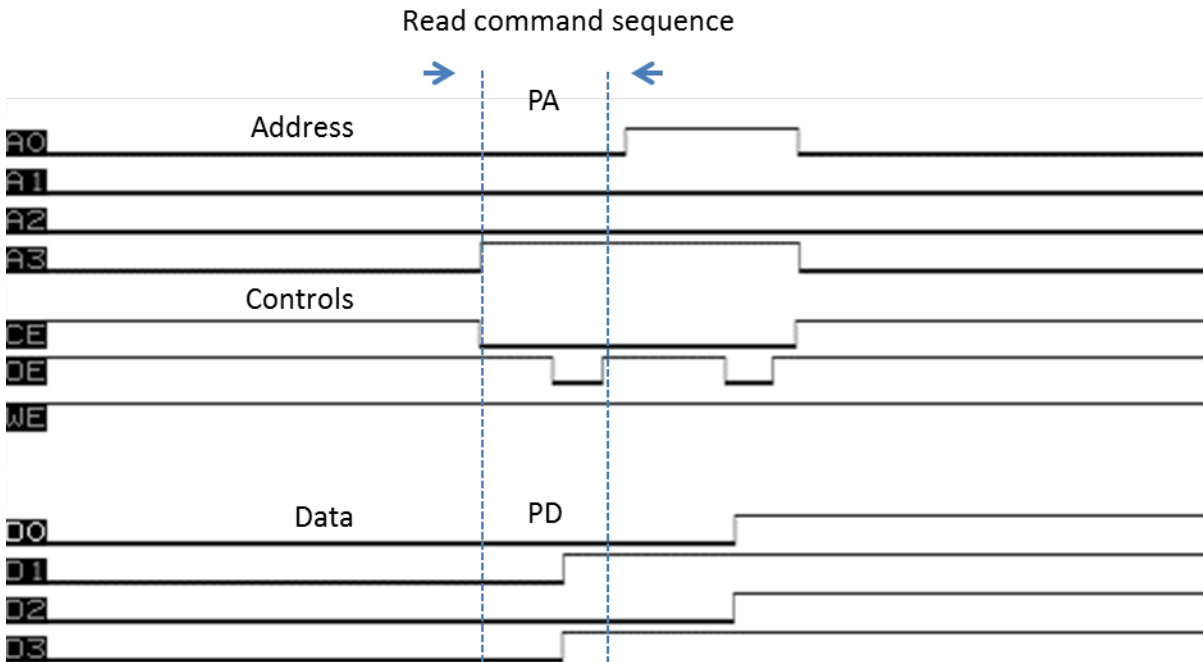 Read command sequence
PA
Address
A0
A1
A2
A3
Controls
CE
OE
WE
Data
PD
D0
D1
D2
D3